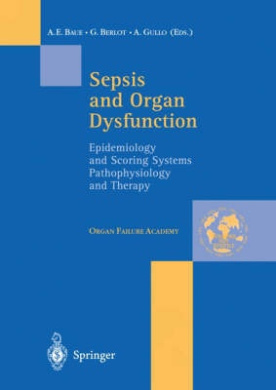 A. E. BAUE • G. BERLOT • A. GULLO (EDS.)
Sepsis
and Organ
Dysfunction
Epidemiology
and Scoring Systems
Pathophysiology
and Therapy
ORGAN FAILURE ACADEMY
Springer